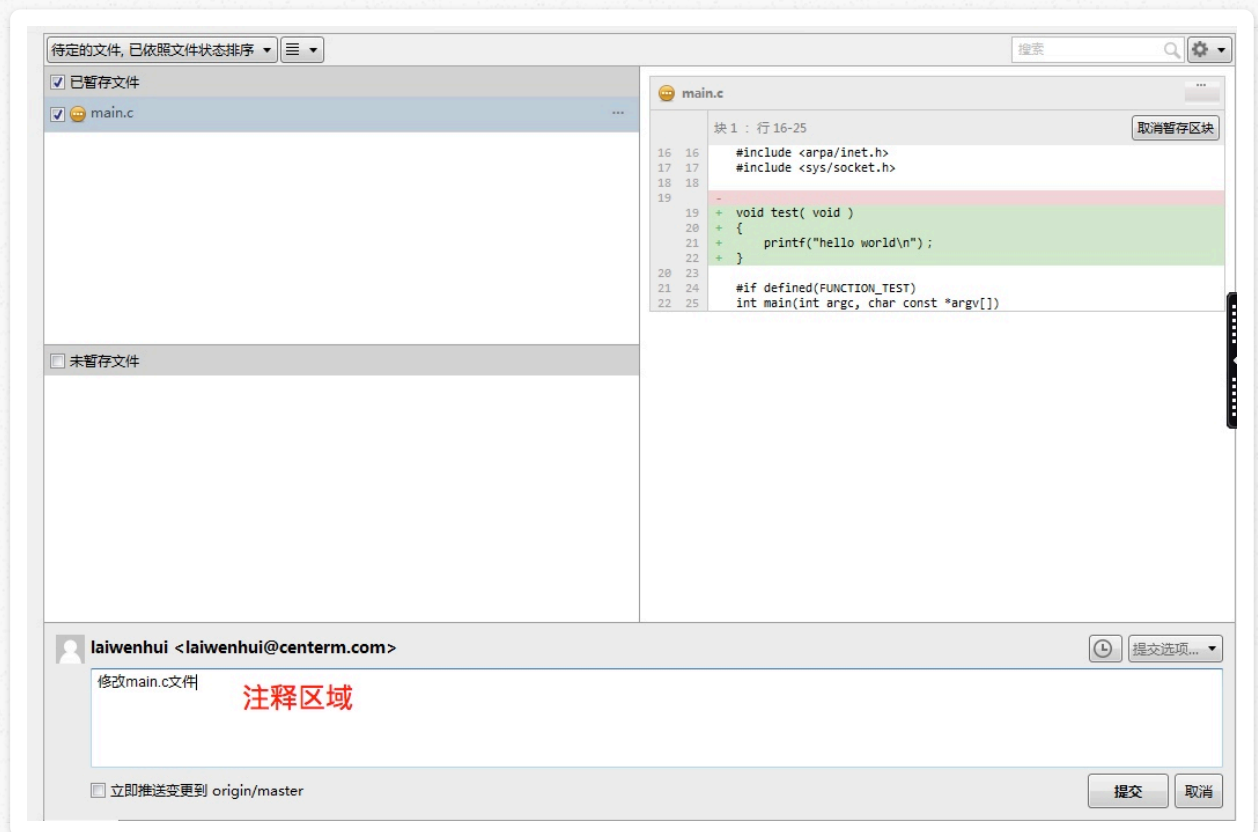 待定的文件, 已依照文件状态排序
搜索
已暂存文件
main.c
...
main.c
...
块 1 : 行 16-25
取消暂存区块
16 16 #include <arpa/inet.h>
17 17 #include <sys/socket.h>
18 18
19 -
19 + void test( void )
20 + {
21 + printf("hello world\n") ;
22 + }
20 23
21 24 #if defined(FUNCTION_TEST)
22 25 int main(int argc, char const *argv[])
未暂存文件
laiwenhui <laiwenhui@centerm.com>
提交选项...
修改main.c文件
注释区域
立即推送变更到 origin/master
提交
取消